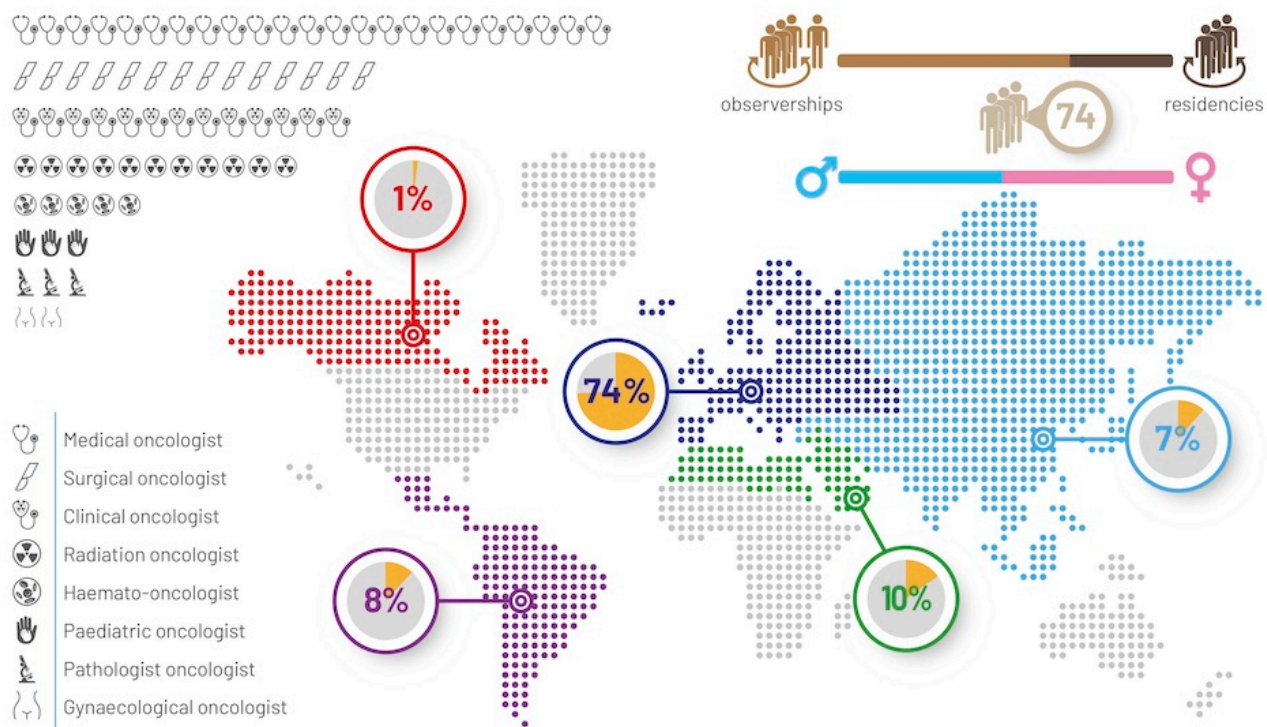 observerships
residencies
74
1%
74%
7%
8%
10%
Medical oncologist
Surgical oncologist
Clinical oncologist
Radiation oncologist
Haemato-oncologist
Paediatric oncologist
Pathologist oncologist
Gynaecological oncologist